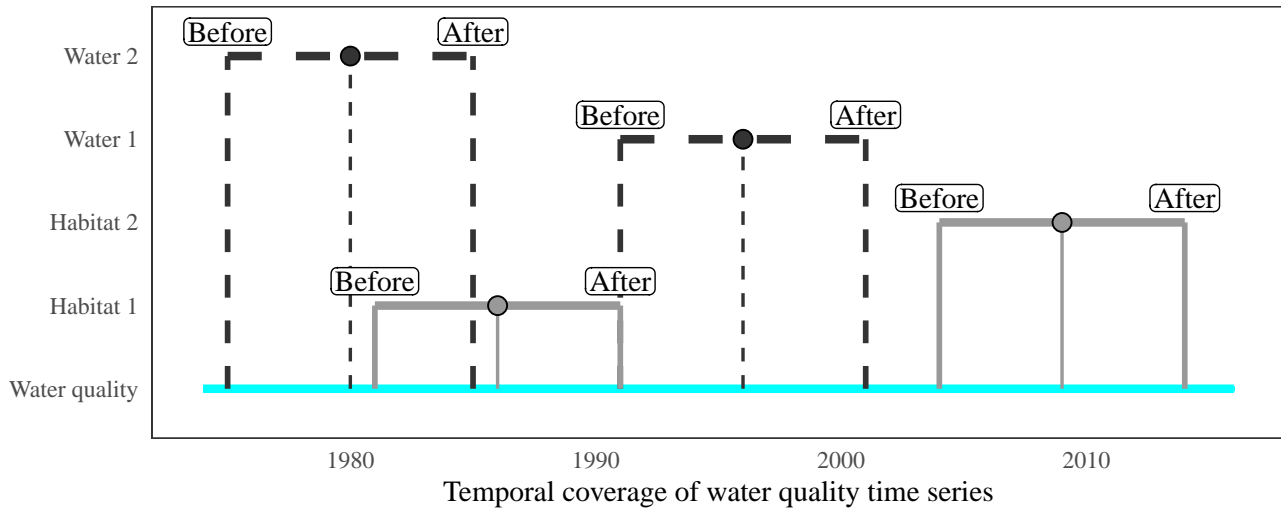 Before After
Water 2
Before After
Water 1
Before After
Habitat 2
Before After
Habitat 1
Water quality
1980 1990 2000 2010
Temporal coverage of water quality time series